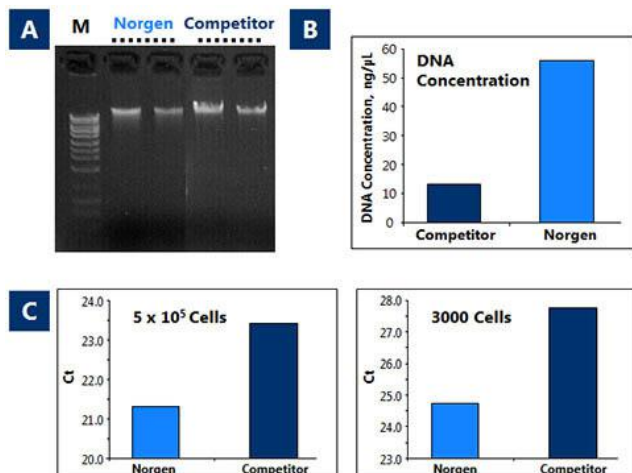 A
M Norgen Competitor
B
DNA
Concentration
DNA Concentration, ng/µL
60
50
40
30
20
10
0
Competitor Norgen
C
5 x 10⁵ Cells
Ct
24.0
23.0
22.0
21.0
20.0
Norgen Competitor
3000 Cells
Ct
28.0
27.0
26.0
25.0
24.0
23.0
Norgen Competitor